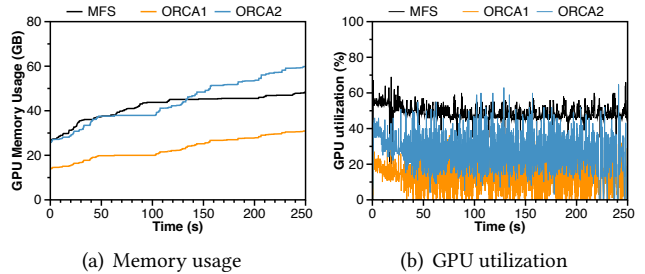 MFS ORCA1 ORCA2
GPU Memory Usage (GB)
80
60
40
20
0
0 50 100 150 200 250
Time (s)
(a) Memory usage
MFS ORCA1 ORCA2
GPU utilization (%)
100
80
60
40
20
0
0 50 100 150 200 250
Time (s)
(b) GPU utilization